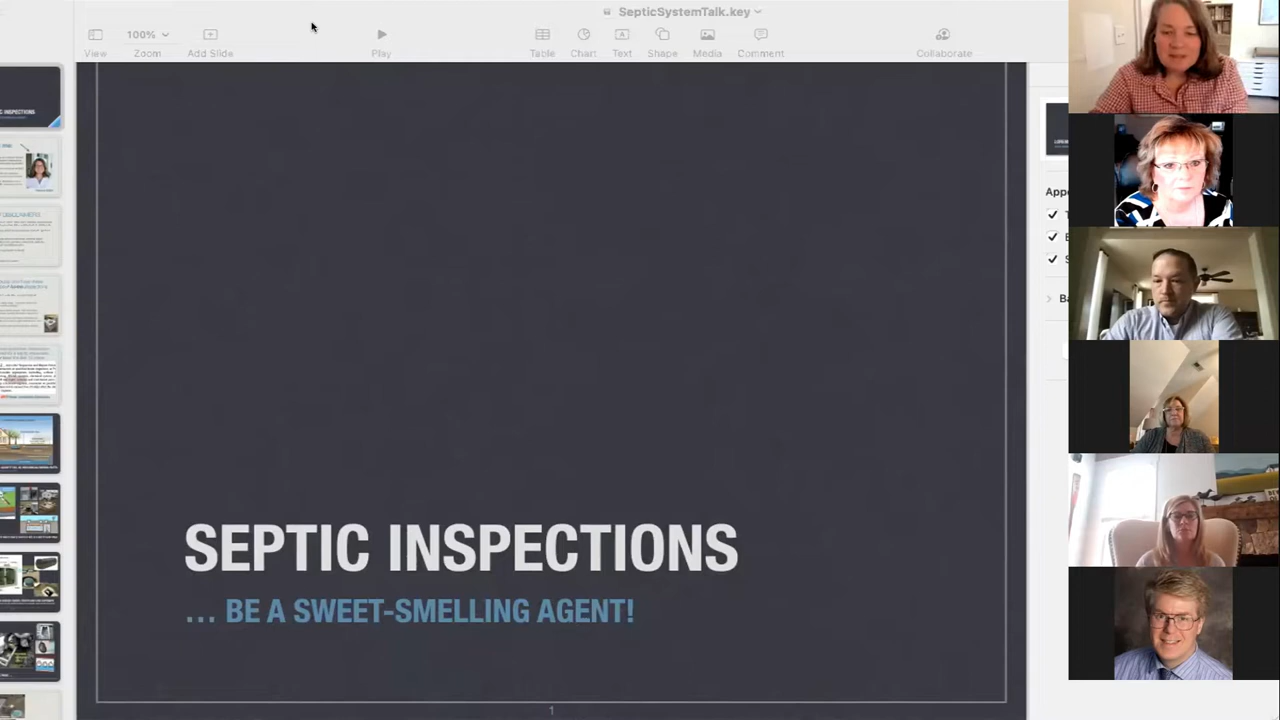 SepticSystemTalk.key
100%
View
Zoom
Add Slide
Play
Table
Chart
Text
Shape
Media
Comment
Collaborate
SEPTIC INSPECTIONS
... BE A SWEET-SMELLING AGENT!
1